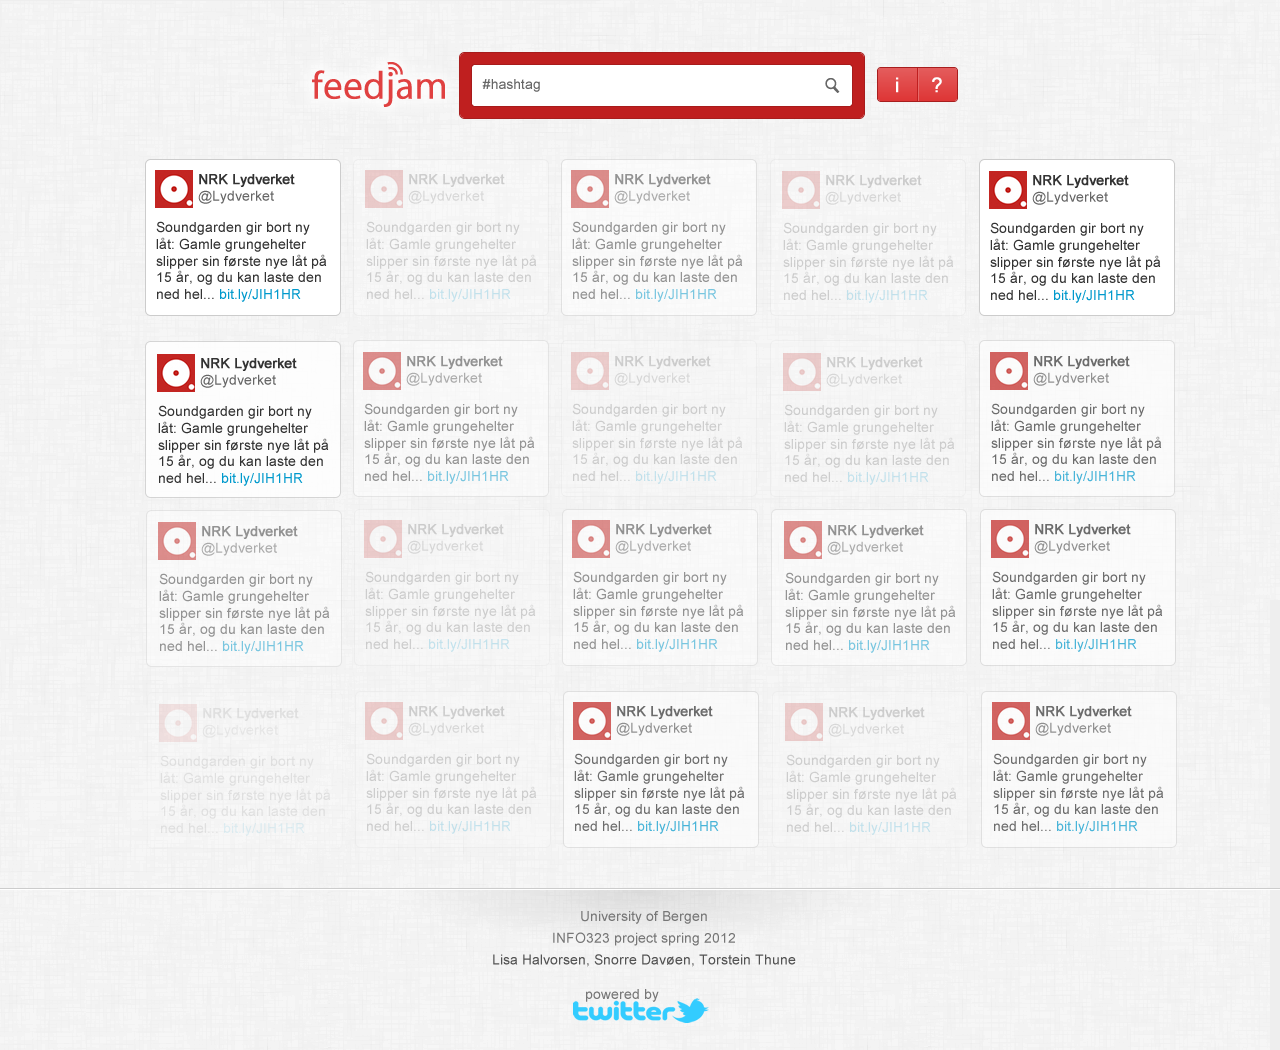 feedjam
#hashtag
i ?
NRK Lydverket
@Lydverket
Soundgarden gir bort ny
låt: Gamle grungehelter
slipper sin første nye låt på
15 år, og du kan laste den
ned hel... bit.ly/JIH1HR
NRK Lydverket
@Lydverket
Soundgarden gir bort ny
låt: Gamle grungehelter
slipper sin første nye låt på
15 år, og du kan laste den
ned hel... bit.ly/JIH1HR
NRK Lydverket
@Lydverket
Soundgarden gir bort ny
låt: Gamle grungehelter
slipper sin første nye låt på
15 år, og du kan laste den
ned hel... bit.ly/JIH1HR
NRK Lydverket
@Lydverket
Soundgarden gir bort ny
låt: Gamle grungehelter
slipper sin første nye låt på
15 år, og du kan laste den
ned hel... bit.ly/JIH1HR
NRK Lydverket
@Lydverket
Soundgarden gir bort ny
låt: Gamle grungehelter
slipper sin første nye låt på
15 år, og du kan laste den
ned hel... bit.ly/JIH1HR
NRK Lydverket
@Lydverket
Soundgarden gir bort ny
låt: Gamle grungehelter
slipper sin første nye låt på
15 år, og du kan laste den
ned hel... bit.ly/JIH1HR
NRK Lydverket
@Lydverket
Soundgarden gir bort ny
låt: Gamle grungehelter
slipper sin første nye låt på
15 år, og du kan laste den
ned hel... bit.ly/JIH1HR
NRK Lydverket
@Lydverket
Soundgarden gir bort ny
låt: Gamle grungehelter
slipper sin første nye låt på
15 år, og du kan laste den
ned hel... bit.ly/JIH1HR
NRK Lydverket
@Lydverket
Soundgarden gir bort ny
låt: Gamle grungehelter
slipper sin første nye låt på
15 år, og du kan laste den
ned hel... bit.ly/JIH1HR
NRK Lydverket
@Lydverket
Soundgarden gir bort ny
låt: Gamle grungehelter
slipper sin første nye låt på
15 år, og du kan laste den
ned hel... bit.ly/JIH1HR
NRK Lydverket
@Lydverket
Soundgarden gir bort ny
låt: Gamle grungehelter
slipper sin første nye låt på
15 år, og du kan laste den
ned hel... bit.ly/JIH1HR
NRK Lydverket
@Lydverket
Soundgarden gir bort ny
låt: Gamle grungehelter
slipper sin første nye låt på
15 år, og du kan laste den
ned hel... bit.ly/JIH1HR
NRK Lydverket
@Lydverket
Soundgarden gir bort ny
låt: Gamle grungehelter
slipper sin første nye låt på
15 år, og du kan laste den
ned hel... bit.ly/JIH1HR
NRK Lydverket
@Lydverket
Soundgarden gir bort ny
låt: Gamle grungehelter
slipper sin første nye låt på
15 år, og du kan laste den
ned hel... bit.ly/JIH1HR
NRK Lydverket
@Lydverket
Soundgarden gir bort ny
låt: Gamle grungehelter
slipper sin første nye låt på
15 år, og du kan laste den
ned hel... bit.ly/JIH1HR
NRK Lydverket
@Lydverket
Soundgarden gir bort ny
låt: Gamle grungehelter
slipper sin første nye låt på
15 år, og du kan laste den
ned hel... bit.ly/JIH1HR
NRK Lydverket
@Lydverket
Soundgarden gir bort ny
låt: Gamle grungehelter
slipper sin første nye låt på
15 år, og du kan laste den
ned hel... bit.ly/JIH1HR
NRK Lydverket
@Lydverket
Soundgarden gir bort ny
låt: Gamle grungehelter
slipper sin første nye låt på
15 år, og du kan laste den
ned hel... bit.ly/JIH1HR
NRK Lydverket
@Lydverket
Soundgarden gir bort ny
låt: Gamle grungehelter
slipper sin første nye låt på
15 år, og du kan laste den
ned hel... bit.ly/JIH1HR
NRK Lydverket
@Lydverket
Soundgarden gir bort ny
låt: Gamle grungehelter
slipper sin første nye låt på
15 år, og du kan laste den
ned hel... bit.ly/JIH1HR
University of Bergen
INFO323 project spring 2012
Lisa Halvorsen, Snorre Davøen, Torstein Thune
powered by
twitter